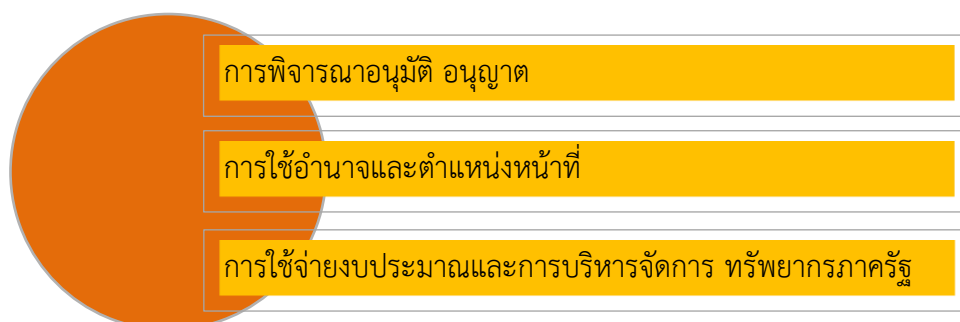 การพิจารณาอนุมัติ อนุญาต
การใช้อำนาจและตำแหน่งหน้าที่
การใช้จ่ายงบประมาณและการบริหารจัดการ ทรัพยากรภาครัฐ